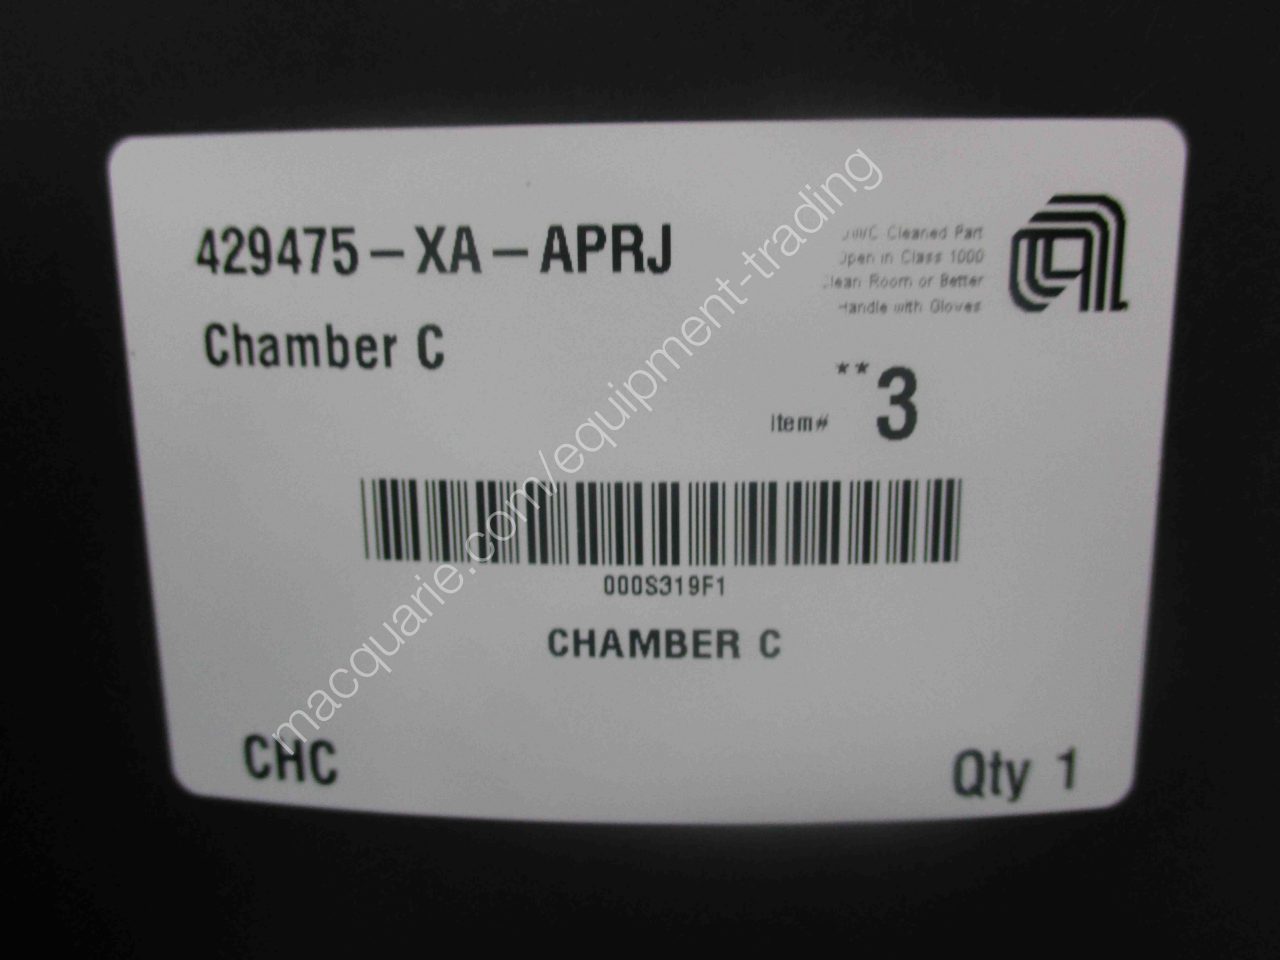 429475-XA-APRJ
Chamber C
Cleaned Part
Open in Class 1000
Clean Room or Better
Handle with Gloves
Item# **3
000S319F1
CHAMBER C
CHC
Qty 1
macquarie.com/equipment-trading